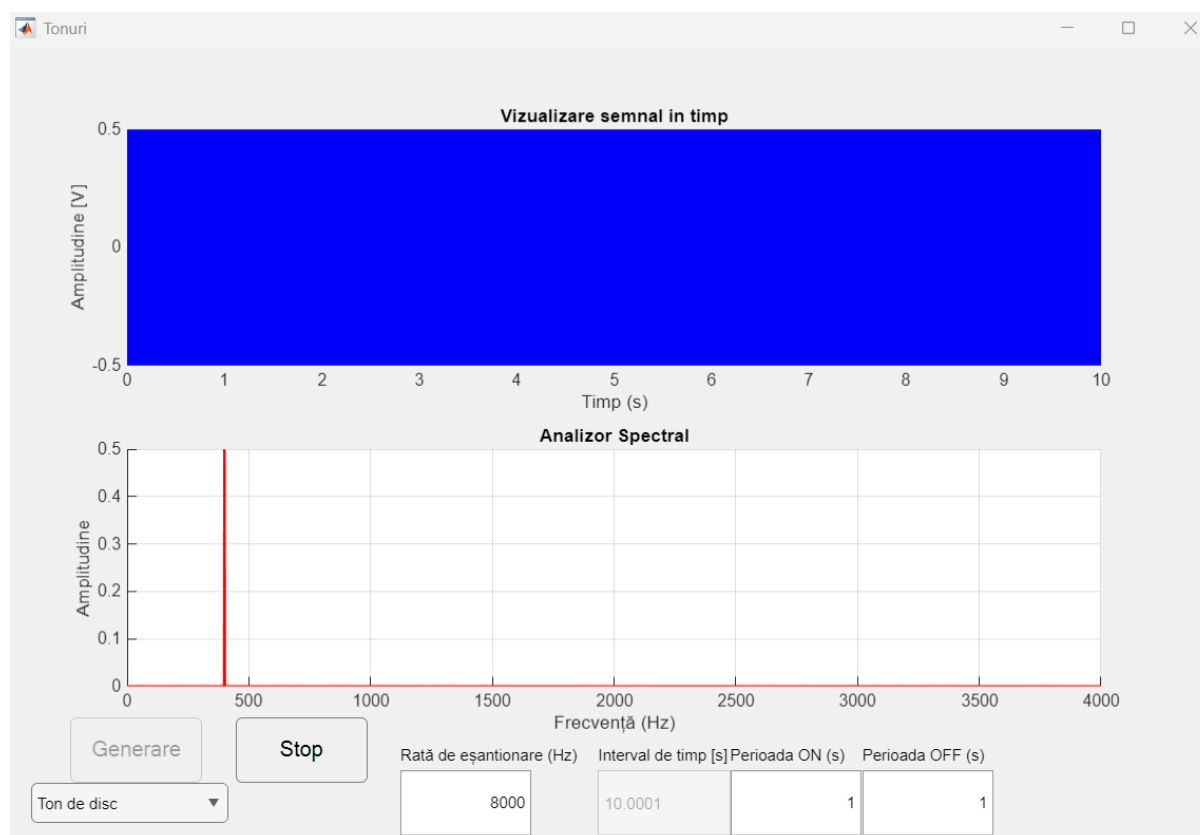 Tonuri
Vizualizare semnal in timp
0.5
0
-0.5
Amplitudine [V]
0 1 2 3 4 5 6 7 8 9 10
Timp (s)
Analizor Spectral
0.5
0.4
0.3
0.2
0.1
0
Amplitudine
0 500 1000 1500 2000 2500 3000 3500 4000
Frecvență (Hz)
Generare Stop
Rată de eșantionare (Hz) Interval de timp [s] Perioada ON (s) Perioada OFF (s)
Ton de disc 8000 10.0001 1 1